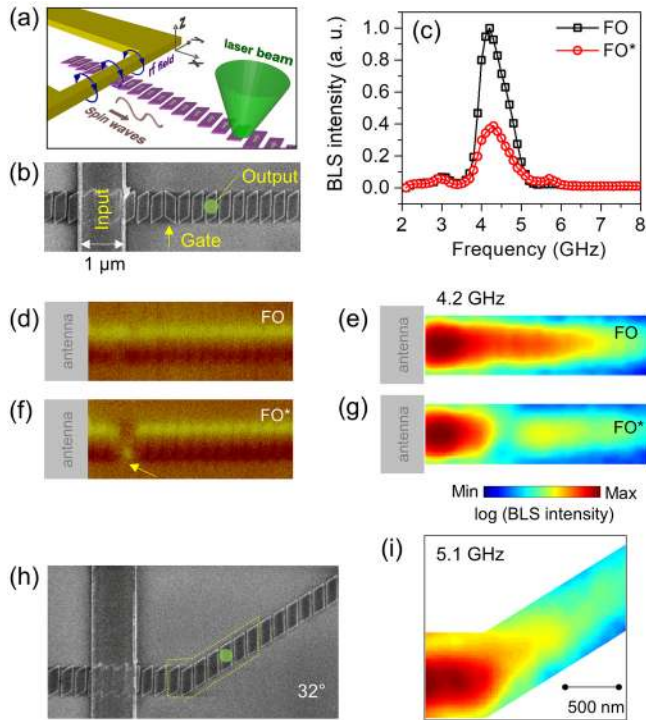 (a)
z
y
x
rf field
laser beam
Spin waves
(b)
Input
Output
Gate
1 μm
(c)
BLS intensity (a. u.)
1.0
0.8
0.6
0.4
0.2
0.0
2 3 4 5 6 7 8
Frequency (GHz)
FO
FO*
(d)
antenna
FO
(e)
4.2 GHz
antenna
FO
(f)
antenna
FO*
(g)
antenna
FO*
Min Max
log (BLS intensity)
(h)
32°
(i)
5.1 GHz
500 nm